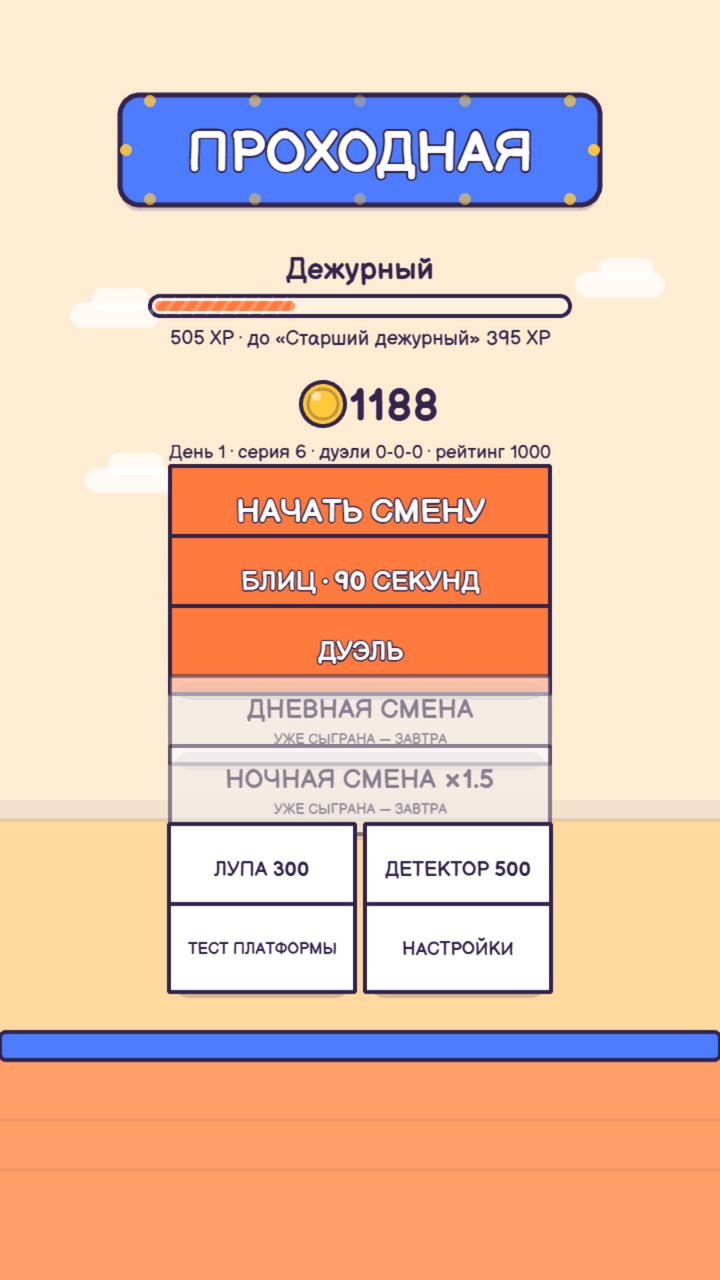 ПРОХОДНАЯ
Дежурный
505 XP · до «Старший дежурный» 395 XP
1188
День 1 · серия 6 · дуэли 0-0-0 · рейтинг 1000
НАЧАТЬ СМЕНУ
БЛИЦ · 90 СЕКУНД
ДУЭЛЬ
ДНЕВНАЯ СМЕНА
УЖЕ СЫГРАНА — ЗАВТРА
НОЧНАЯ СМЕНА ×1.5
УЖЕ СЫГРАНА — ЗАВТРА
ЛУПА 300
ДЕТЕКТОР 500
ТЕСТ ПЛАТФОРМЫ
НАСТРОЙКИ